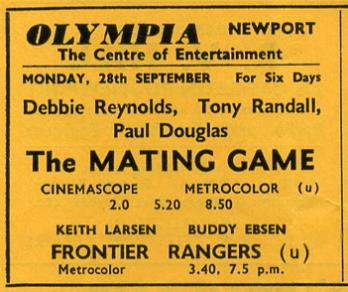 OLYMPIA NEWPORT
The Centre of Entertainment
MONDAY, 28th SEPTEMBER For Six Days
Debbie Reynolds, Tony Randall,
Paul Douglas
The MATING GAME
CINEMASCOPE METROCOLOR (u)
2.0 5.20 8.50
KEITH LARSEN BUDDY EBSEN
FRONTIER RANGERS (u)
Metrocolor 3.40, 7.5 p.m.